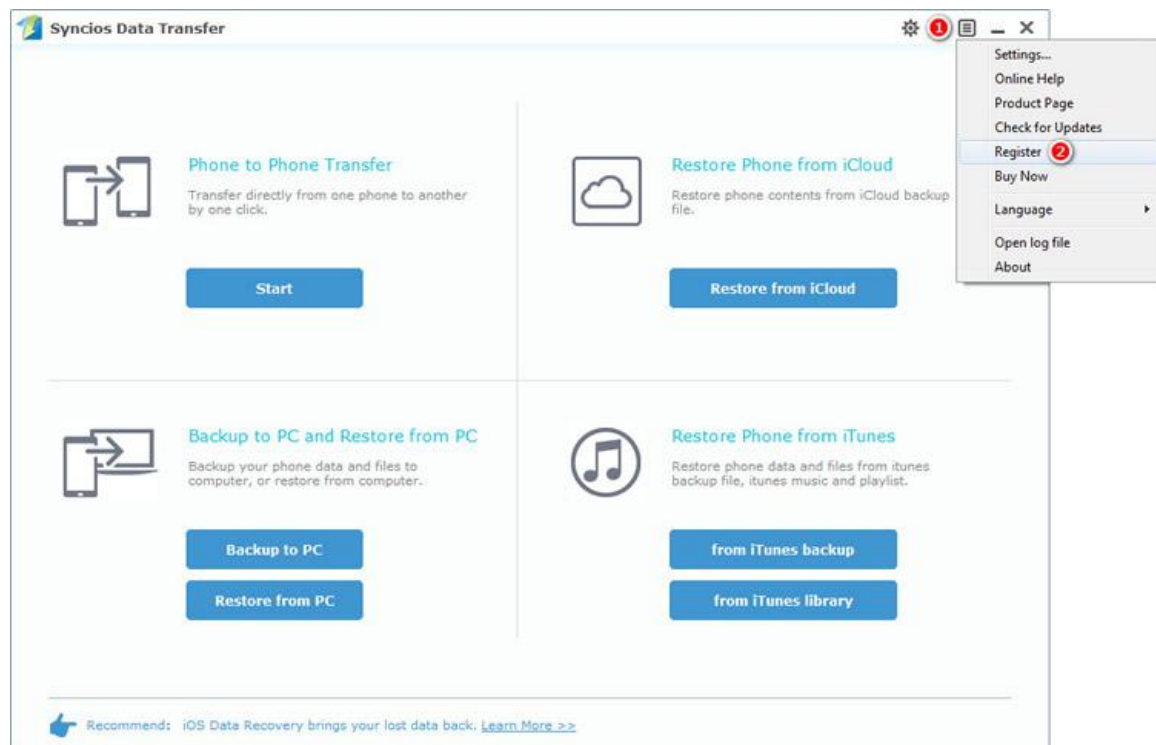 Syncios Data Transfer
1
Settings...
Online Help
Product Page
Check for Updates
Register 2
Buy Now
Language
Open log file
About
Phone to Phone Transfer
Transfer directly from one phone to another
by one click.
Start
Restore Phone from iCloud
Restore phone contents from iCloud backup
file.
Restore from iCloud
Backup to PC and Restore from PC
Backup your phone data and files to
computer, or restore from computer.
Backup to PC
Restore from PC
Restore Phone from iTunes
Restore phone data and files from itunes
backup file, itunes music and playlist.
from iTunes backup
from iTunes library
Recommend: iOS Data Recovery brings your lost data back. Learn More >>